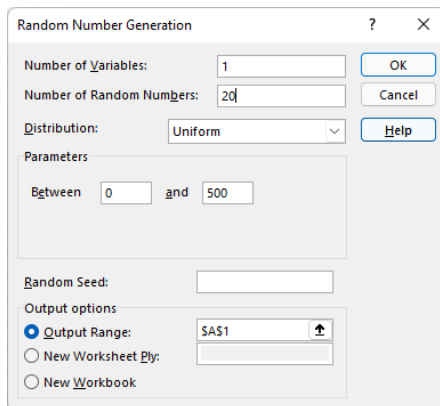 Random Number Generation ? ×
Number of Variables: 1 OK
Number of Random Numbers: 20 Cancel
Distribution: Uniform Help
Parameters
Between 0 and 500
Random Seed:
Output options
Output Range: $A$1
New Worksheet Ply:
New Workbook